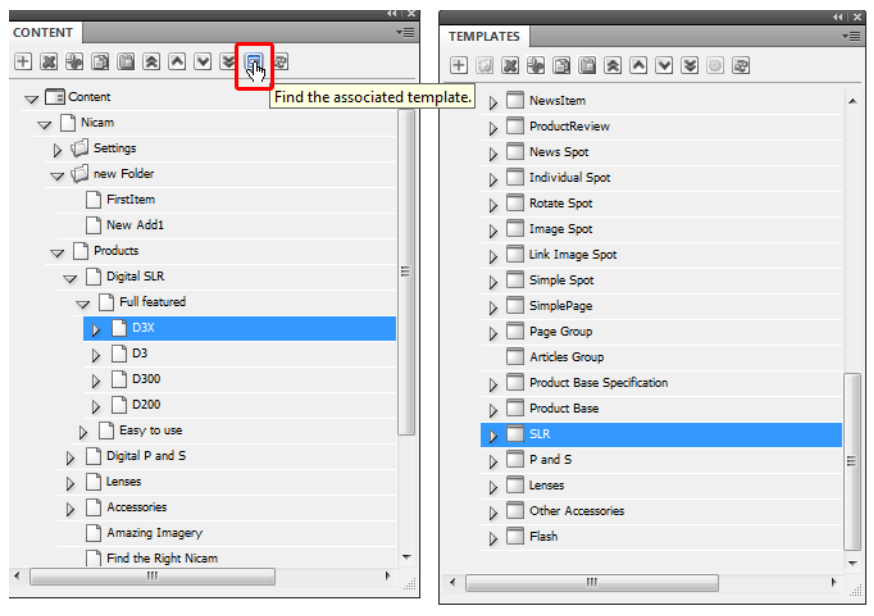 CONTENT
Find the associated template.
Content
Nicam
Settings
new Folder
FirstItem
New Add1
Products
Digital SLR
Full featured
D3X
D3
D300
D200
Easy to use
Digital P and S
Lenses
Accessories
Amazing Imagery
Find the Right Nicam
TEMPLATES
NewsItem
ProductReview
News Spot
Individual Spot
Rotate Spot
Image Spot
Link Image Spot
Simple Spot
SimplePage
Page Group
Articles Group
Product Base Specification
Product Base
SLR
P and S
Lenses
Other Accessories
Flash